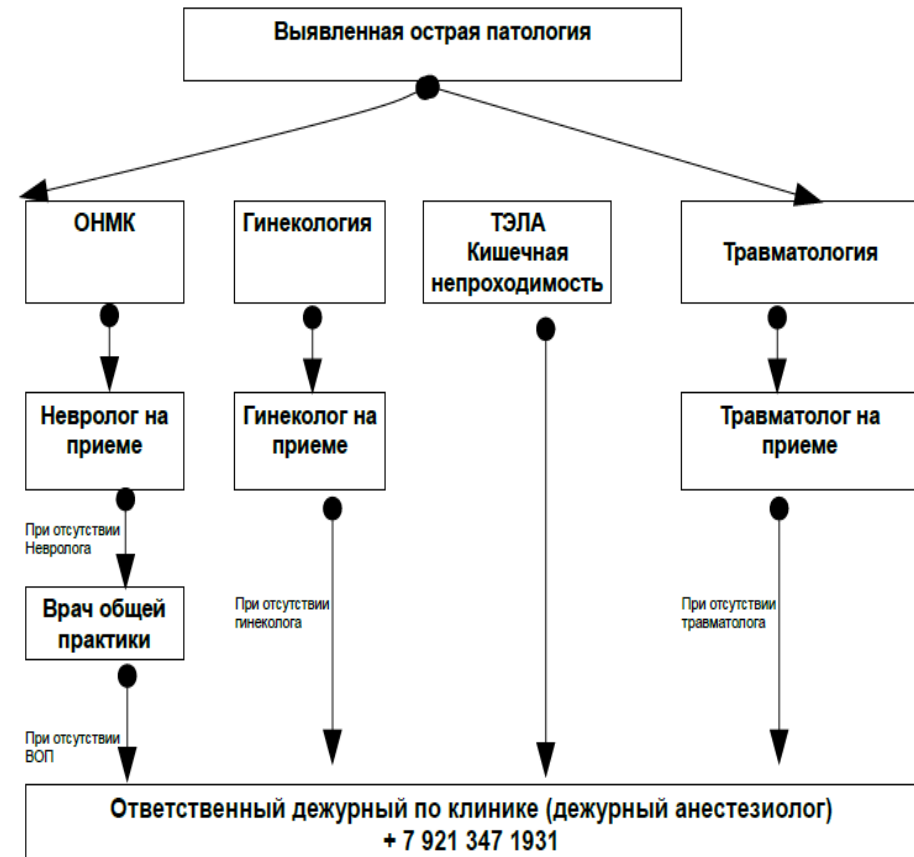 Выявленная острая патология
ОНМК
Гинекология
ТЭЛА
Кишечная
непроходимость
Травматология
Невролог на
приеме
Гинеколог на
приеме
Травматолог на
приеме
При отсутствии
Невролога
Врач общей
практики
При отсутствии
гинеколога
При отсутствии
травматолога
При отсутствии
ВОП
Ответственный дежурный по клинике (дежурный анестезиолог)
+ 7 921 347 1931